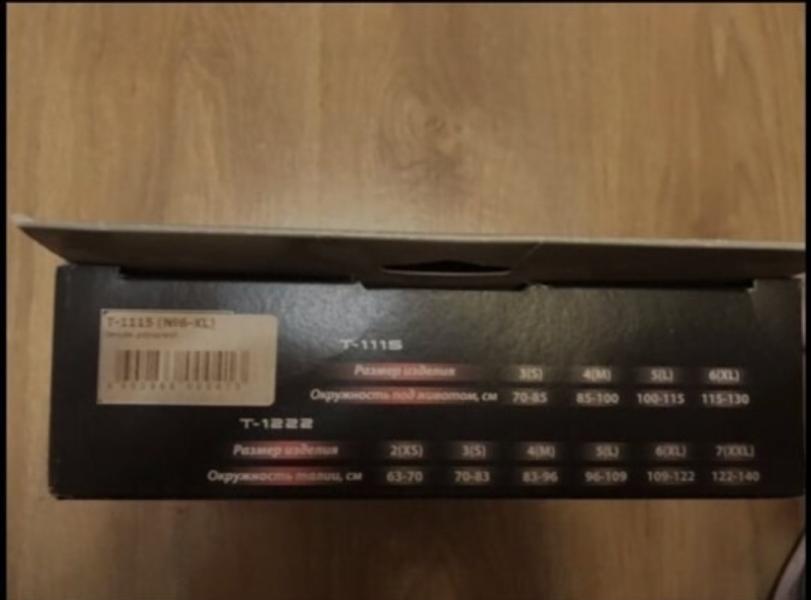 T-1115 (№6-XL)
T-1115
Размер изделия 3(S) 4(M) 5(L) 6(XL)
Окружность под животом, см 70-85 85-100 100-115 115-130
T-1222
Размер изделия 2(XS) 3(S) 4(M) 5(L) 6(XL) 7(XXL)
Окружность талии, см 63-70 70-83 83-96 96-109 109-122 122-140